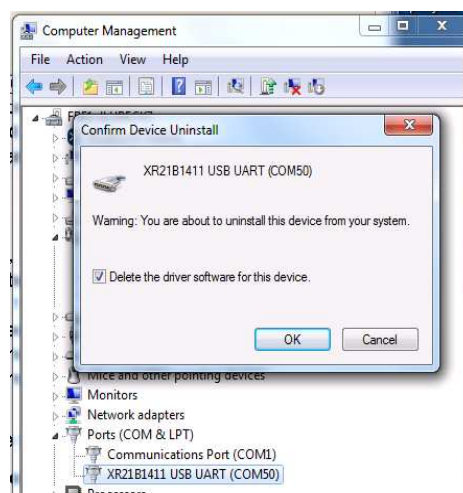 Computer Management
File Action View Help
Confirm Device Uninstall
XR21B1411 USB UART (COM50)
Warning: You are about to uninstall this device from your system.
Delete the driver software for this device.
OK Cancel
Mice and other pointing devices
Monitors
Network adapters
Ports (COM & LPT)
Communications Port (COM1)
XR21B1411 USB UART (COM50)